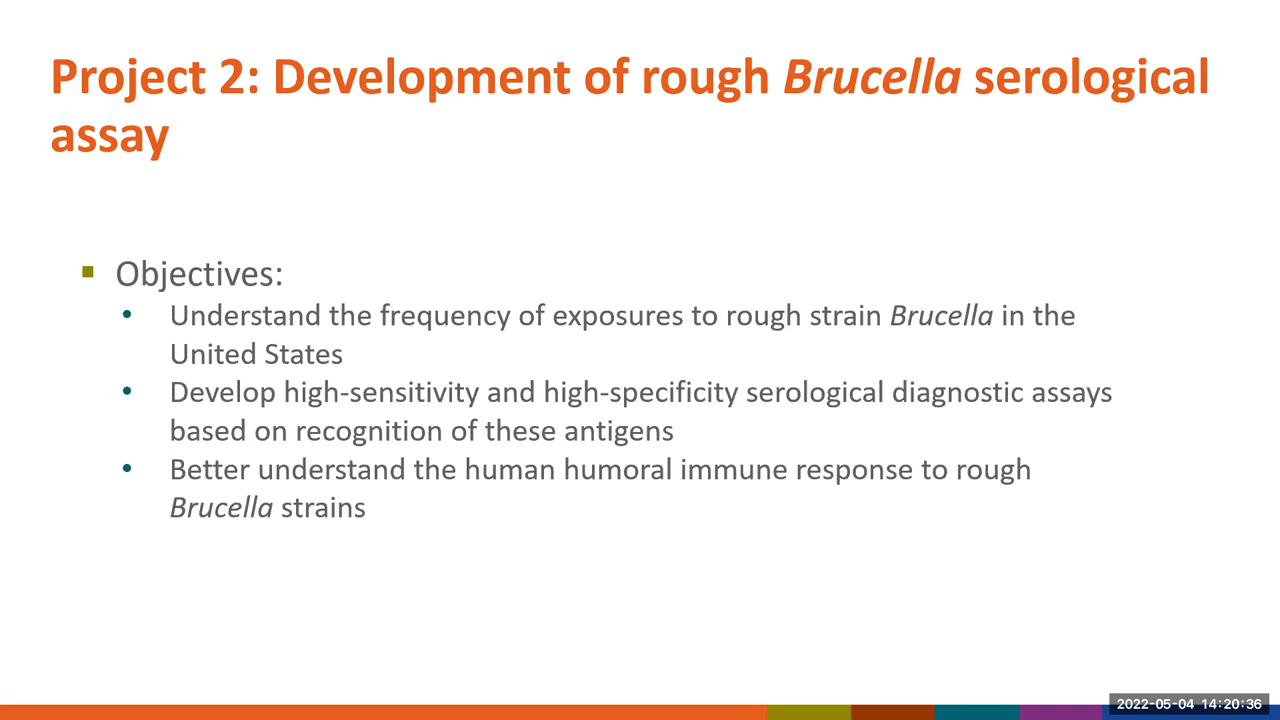 Project 2: Development of rough Brucella serological
assay
Objectives:
Understand the frequency of exposures to rough strain Brucella in the
United States
Develop high-sensitivity and high-specificity serological diagnostic assays
based on recognition of these antigens
Better understand the human humoral immune response to rough
Brucella strains
2022-05-04 14:20:36